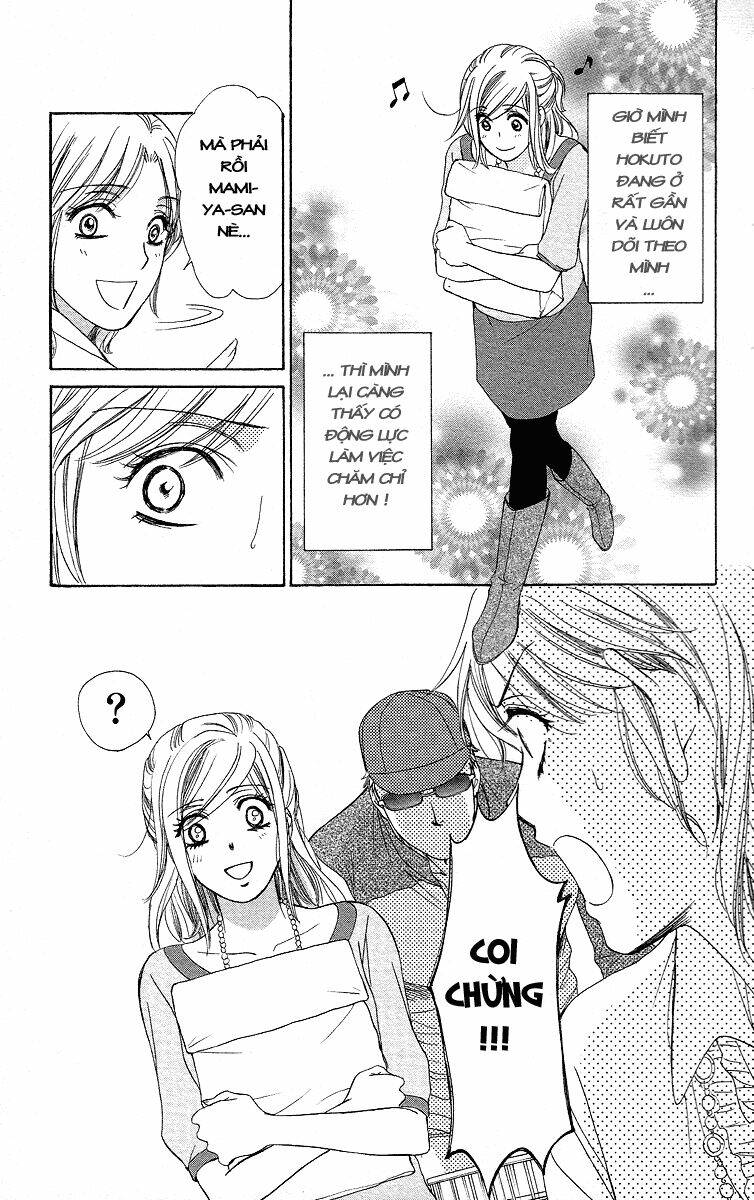 GIỜ MÌNH
BIẾT
HOKUTO
ĐANG Ở
RẤT GẦN
VÀ LUÔN
DÕI THEO
MÌNH
...
... THÌ MÌNH
LẠI CÀNG
THẤY CÓ
ĐỘNG LỰC
LÀM VIỆC
CHĂM CHỈ
HƠN !
MÀ PHẢI
RỒI
MAMI-
YA-SAN
NÈ...
?
COI
CHỪNG
!!!